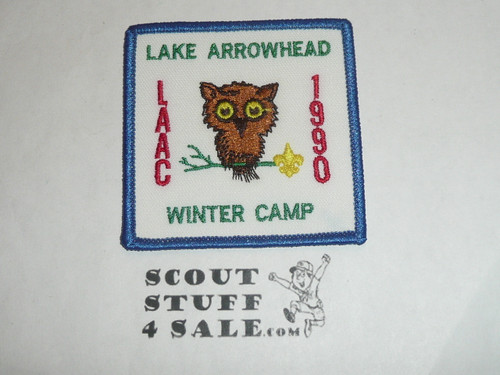 LAKE ARROWHEAD
LAAC
1990
WINTER CAMP
SCOUT
STUFF
4 SALE.COM